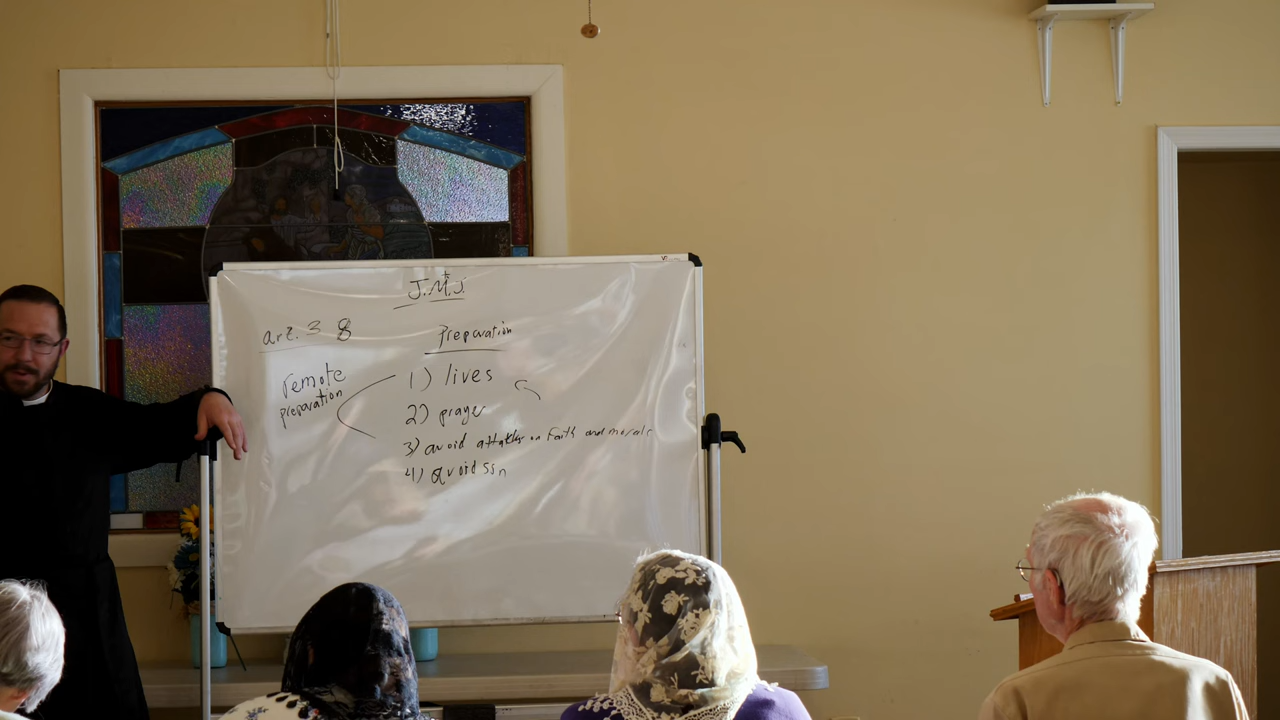 J.M.J.
art. 3 8
preparation
remote
preparation
1) lives
2) prayer
3) avoid attacks on Faith and morals
4) avoid sin